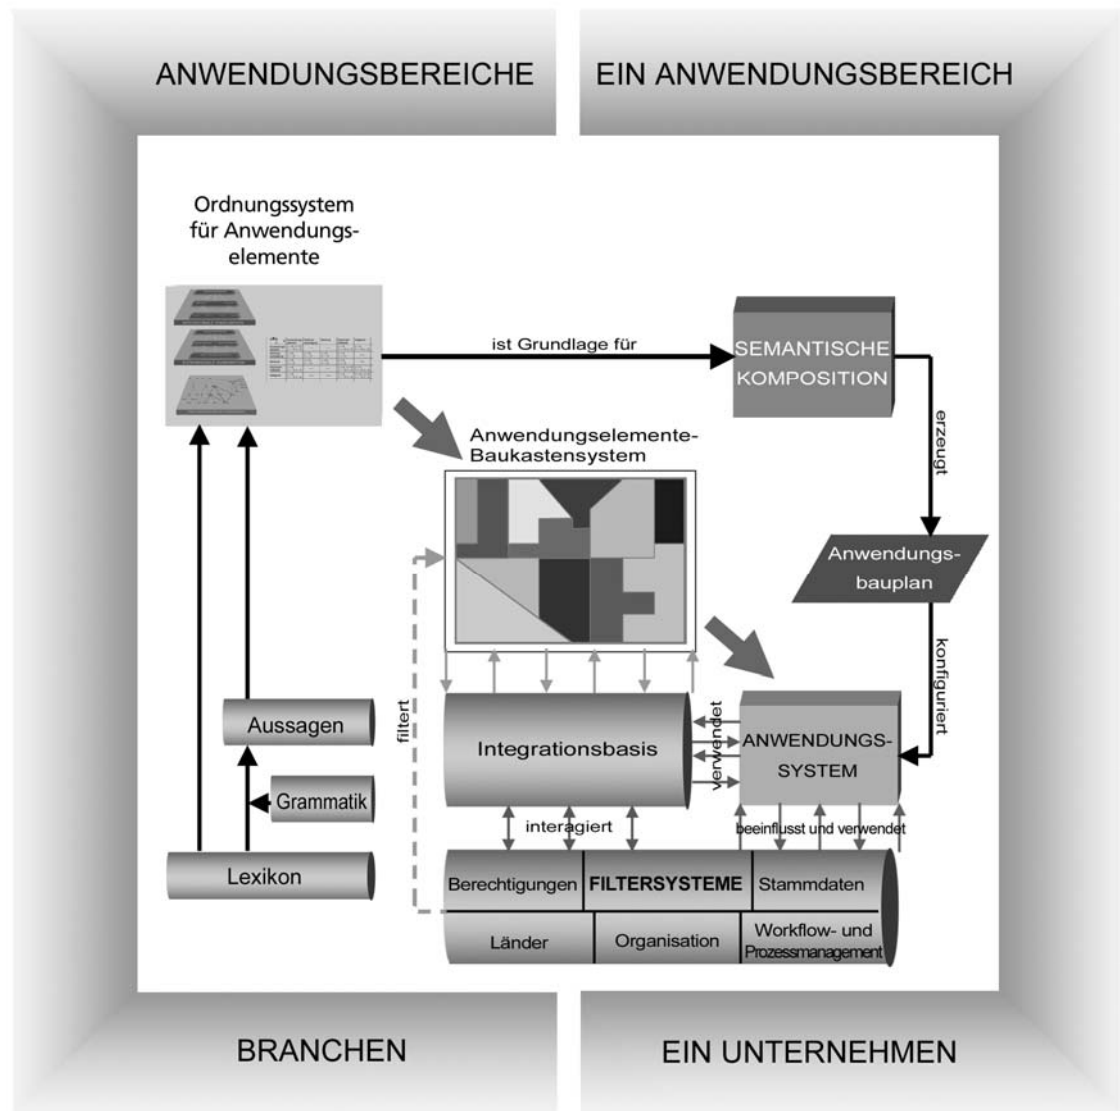 ANWENDUNGSBEREICHE
EIN ANWENDUNGSBEREICH
Ordnungssystem
für Anwendungs-
elemente
ist Grundlage für
SEMANTISCHE
KOMPOSITION
erzeugt
Anwendungselemente-
Baukastensystem
Anwendungs-
bauplan
konfiguriert
filtert
Aussagen
Grammatik
Lexikon
Integrationsbasis
verwendet
ANWENDUNGS-
SYSTEM
interagiert
beeinflusst und verwendet
Berechtigungen
FILTERSYSTEME
Stammdaten
Länder
Organisation
Workflow- und
Prozessmanagement
BRANCHEN
EIN UNTERNEHMEN